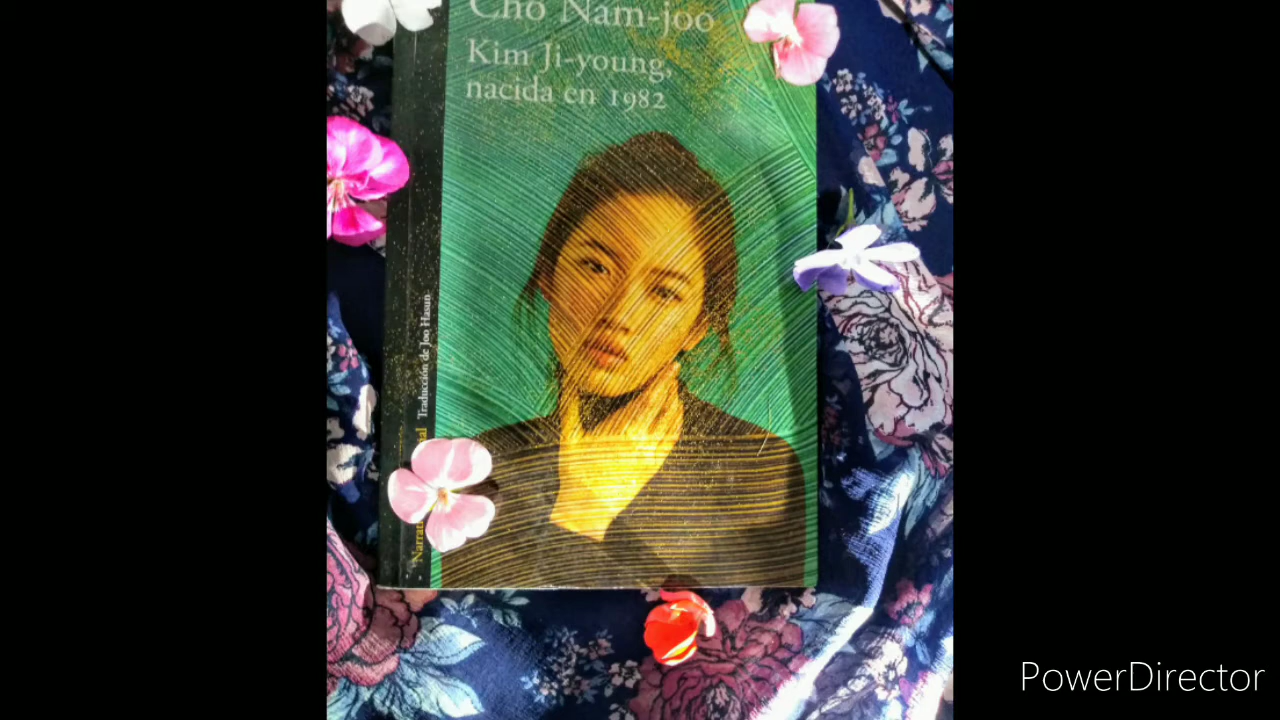 Cho Nam-joo
Kim Ji-young,
nacida en 1982
Traducción de Joo Hasun
PowerDirector